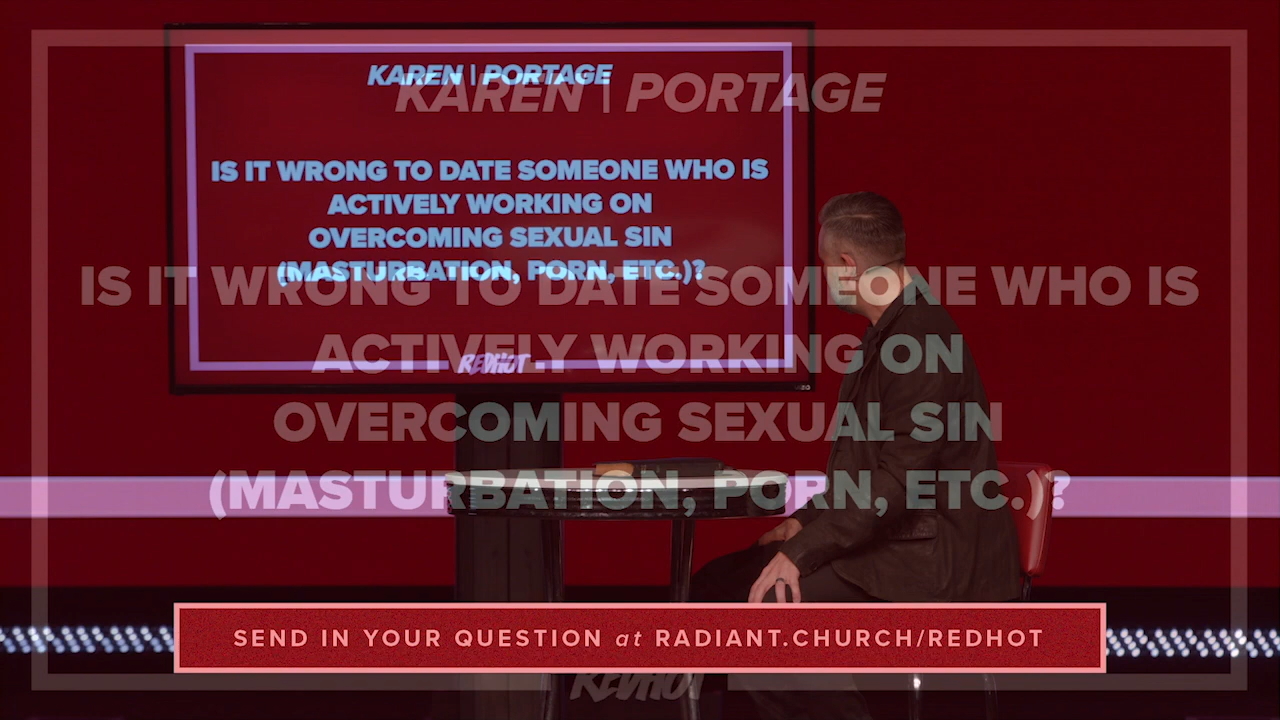 KAREN | PORTAGE
IS IT WRONG TO DATE SOMEONE WHO IS
ACTIVELY WORKING ON
OVERCOMING SEXUAL SIN
(MASTURBATION, PORN, ETC.)?
REDHOT
KAREN | PORTAGE
IS IT WRONG TO DATE SOMEONE WHO IS
ACTIVELY WORKING ON
OVERCOMING SEXUAL SIN
(MASTURBATION, PORN, ETC.)?
SEND IN YOUR QUESTION at RADIANT.CHURCH/REDHOT
REDHOT